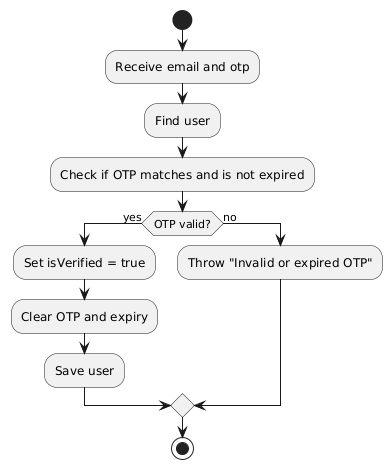 Receive email and otp
Find user
Check if OTP matches and is not expired
yes
OTP valid?
no
Set isVerified = true
Throw "Invalid or expired OTP"
Clear OTP and expiry
Save user